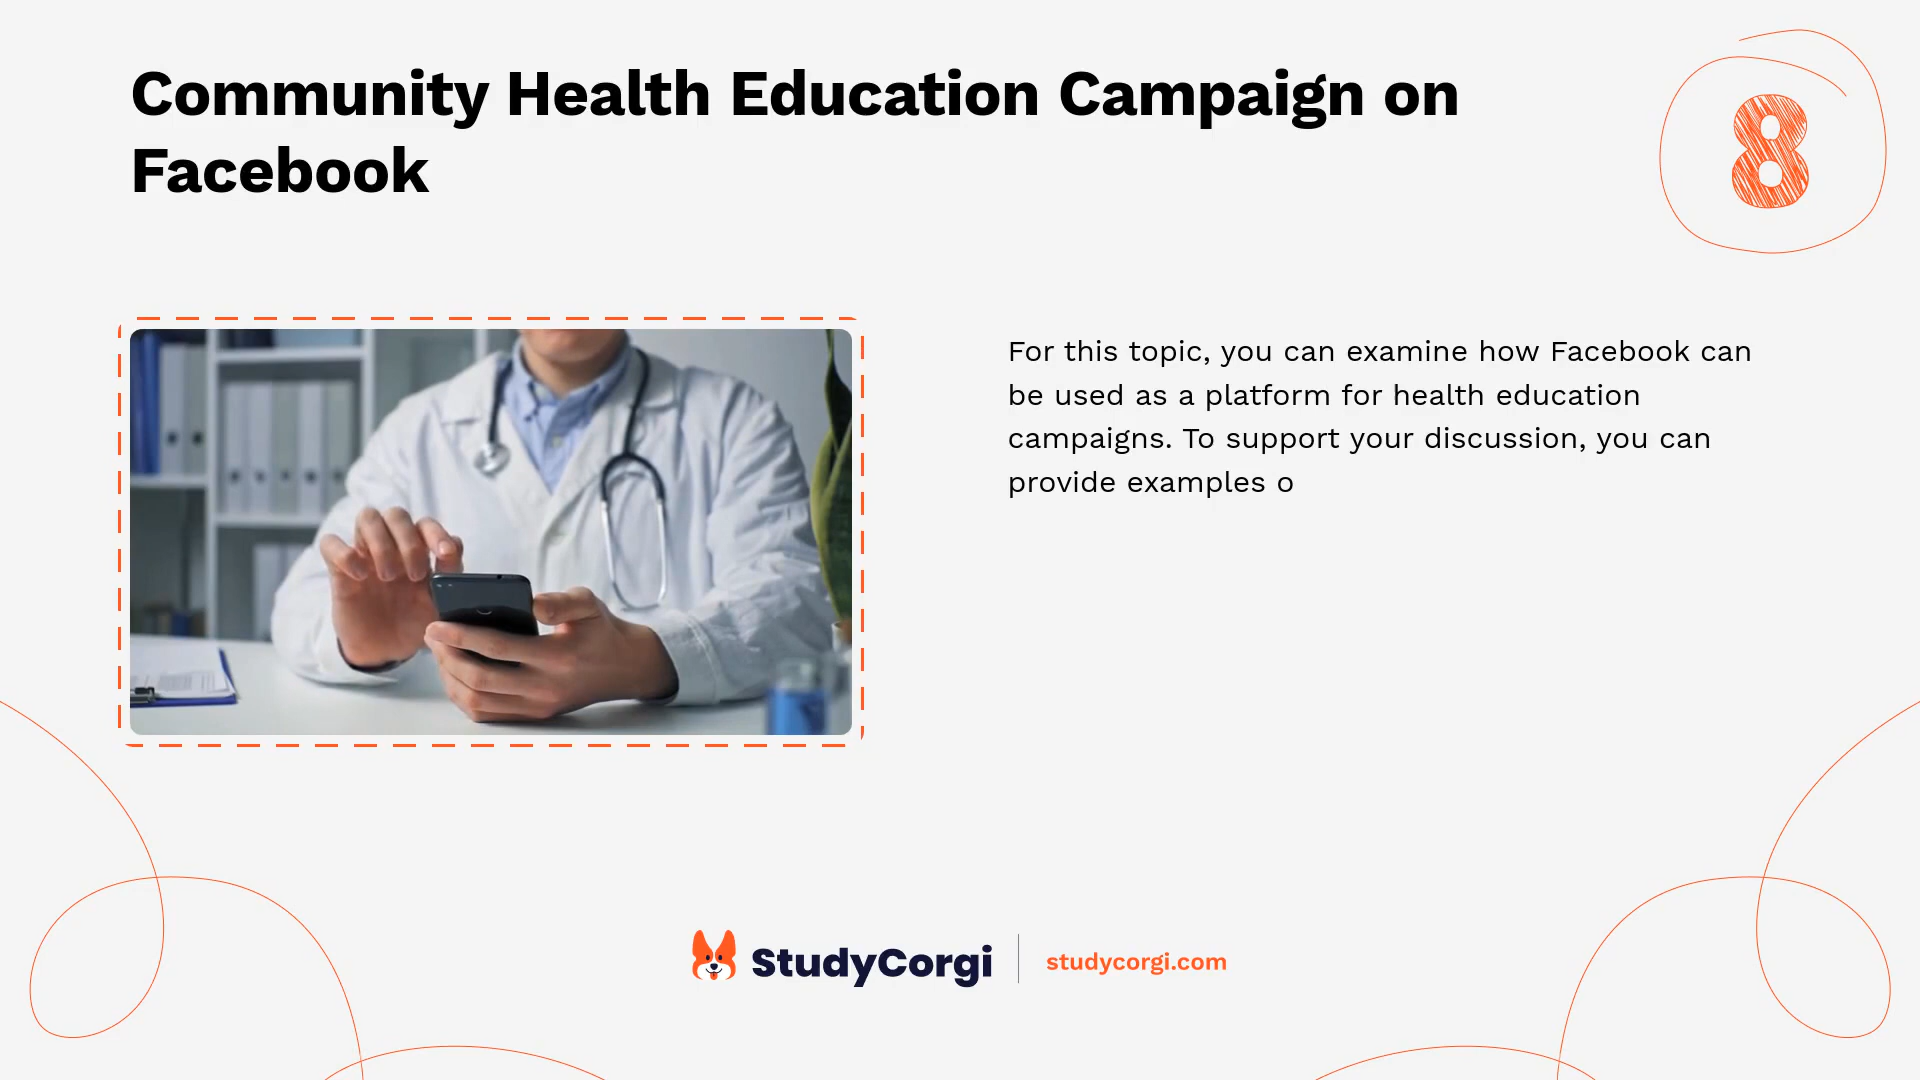 Community Health Education Campaign on
Facebook
8
For this topic, you can examine how Facebook can
be used as a platform for health education
campaigns. To support your discussion, you can
provide examples o
StudyCorgi
studycorgi.com